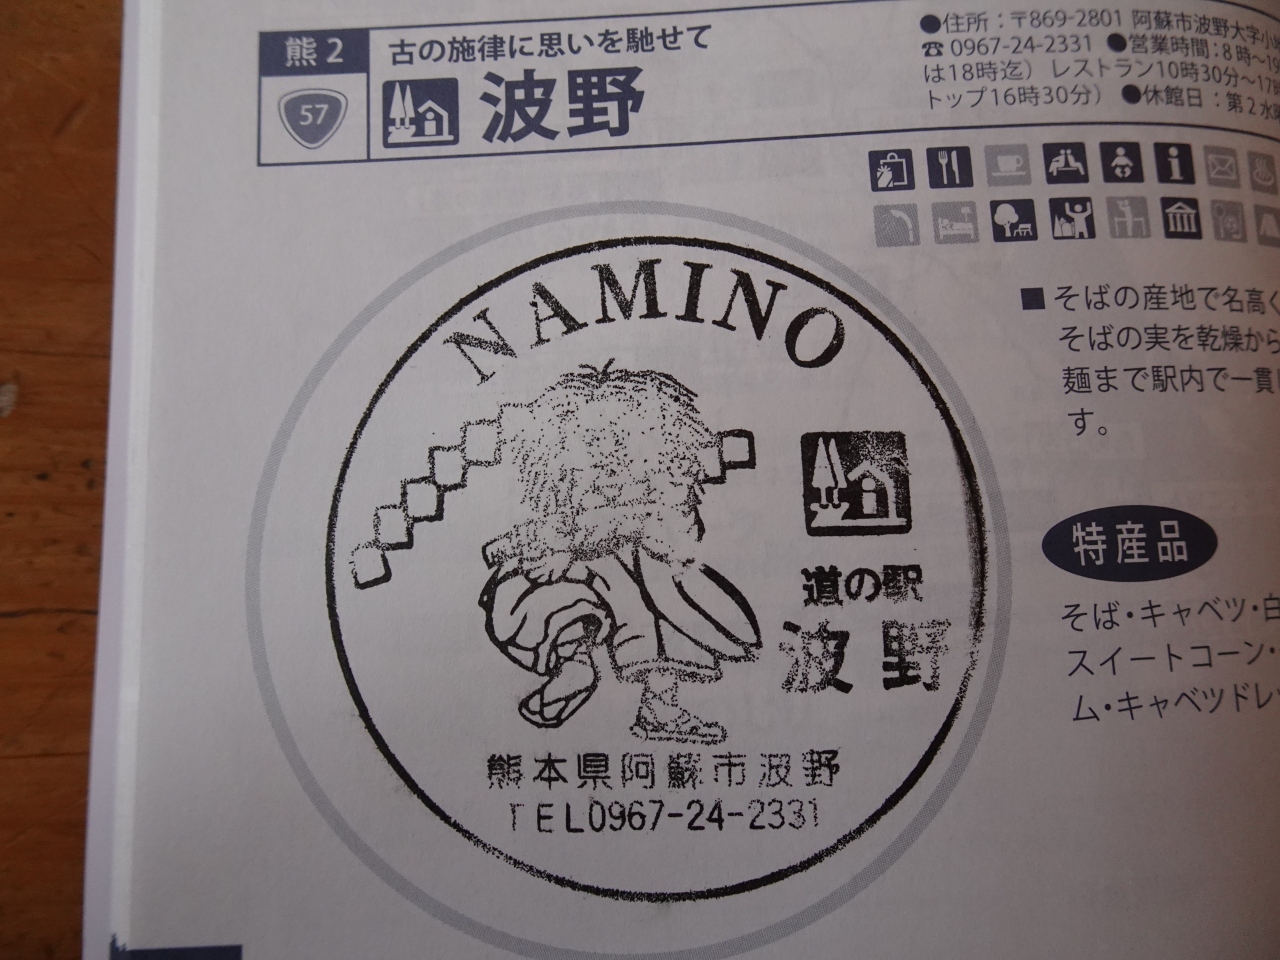 熊2
57
古の施律に思いを馳せて
波野
●住所：〒869-2801 阿蘇市波野大字小
☎ 0967-24-2331 ●営業時間：8時〜19
は18時迄） レストラン10時30分〜17時
トップ16時30分） ●休館日：第2水
■そばの産地で名高く
そばの実を乾燥から
麺まで駅内で一貫
す。
特産品
そば・キャベツ・白
スイートコーン・
ム・キャベツドレ
NAMINO
道の駅
波野
熊本県阿蘇市波野
TEL0967-24-2331